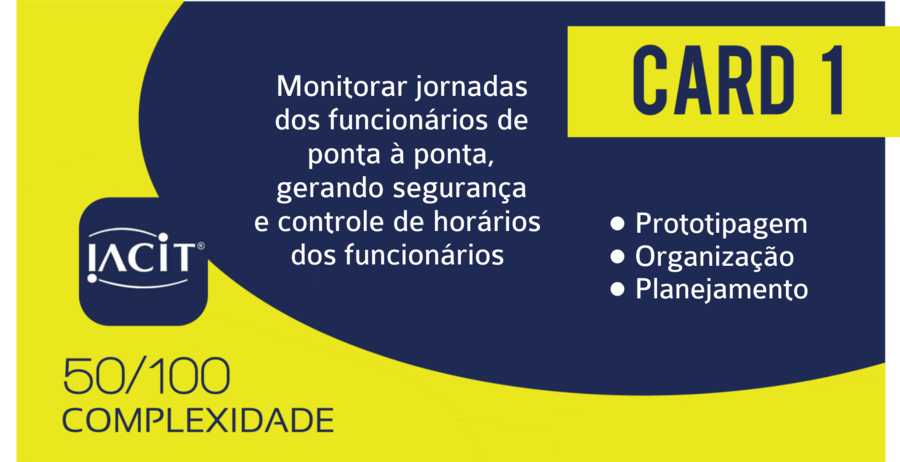 CARD 1
Monitorar jornadas
dos funcionários de
ponta à ponta,
gerando segurança
e controle de horários
dos funcionários
● Prototipagem
● Organização
● Planejamento
IACIT®
50/100
COMPLEXIDADE